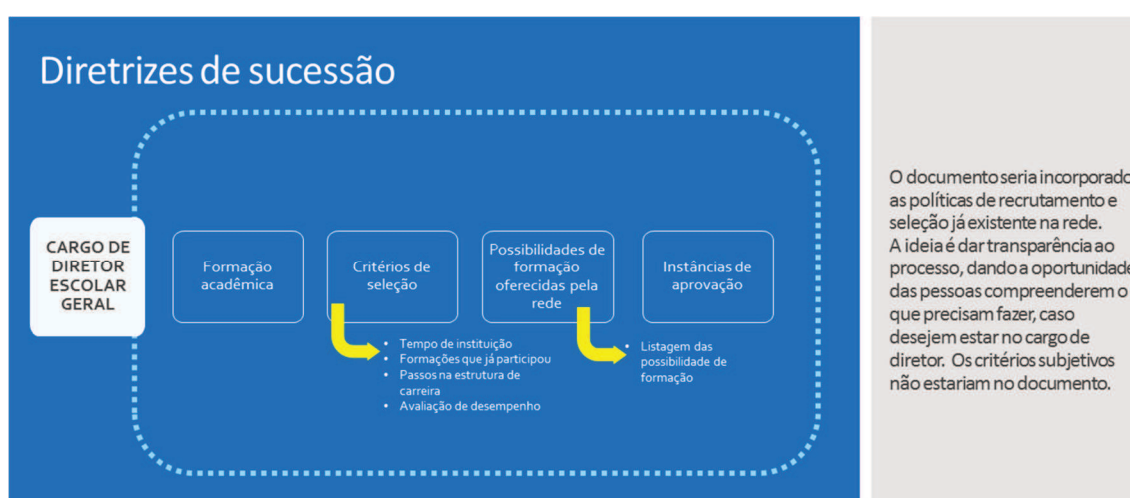 Diretrizes de sucessão
CARGO DE
DIRETOR
ESCOLAR
GERAL
Formação
acadêmica
Critérios de
seleção
Possibilidades de
formação
oferecidas pela
rede
Instâncias de
aprovação
• Tempo de instituição
• Formações que já participou
• Passos na estrutura de
carreira
• Avaliação de desempenho
• Listagem das
possibilidade de
formação
O documento seria incorporado
as políticas de recrutamento e
seleção já existente na rede.
A ideia é dar transparência ao
processo, dando a oportunidade
das pessoas compreenderem o
que precisam fazer, caso
desejem estar no cargo de
diretor. Os critérios subjetivos
não estariam no documento.